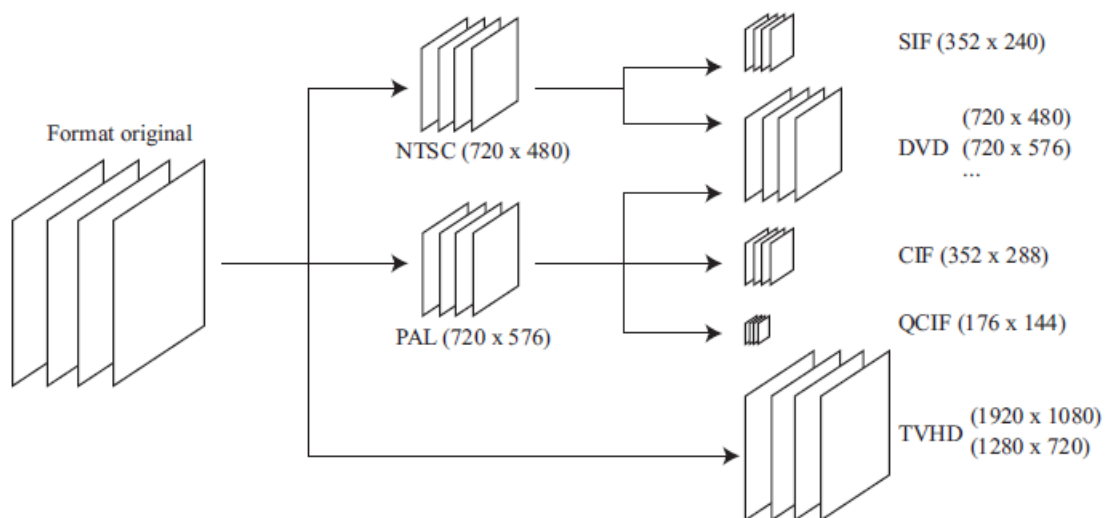 Format original
NTSC (720 x 480)
PAL (720 x 576)
SIF (352 x 240)
(720 x 480)
DVD (720 x 576)
...
CIF (352 x 288)
QCIF (176 x 144)
(1920 x 1080)
TVHD
(1280 x 720)